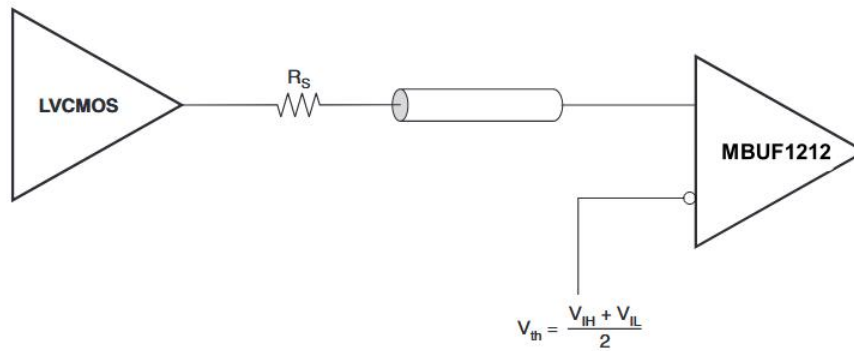 R_S
LVCMOS
MBUF1212
V_th = (V_IH + V_IL) / 2